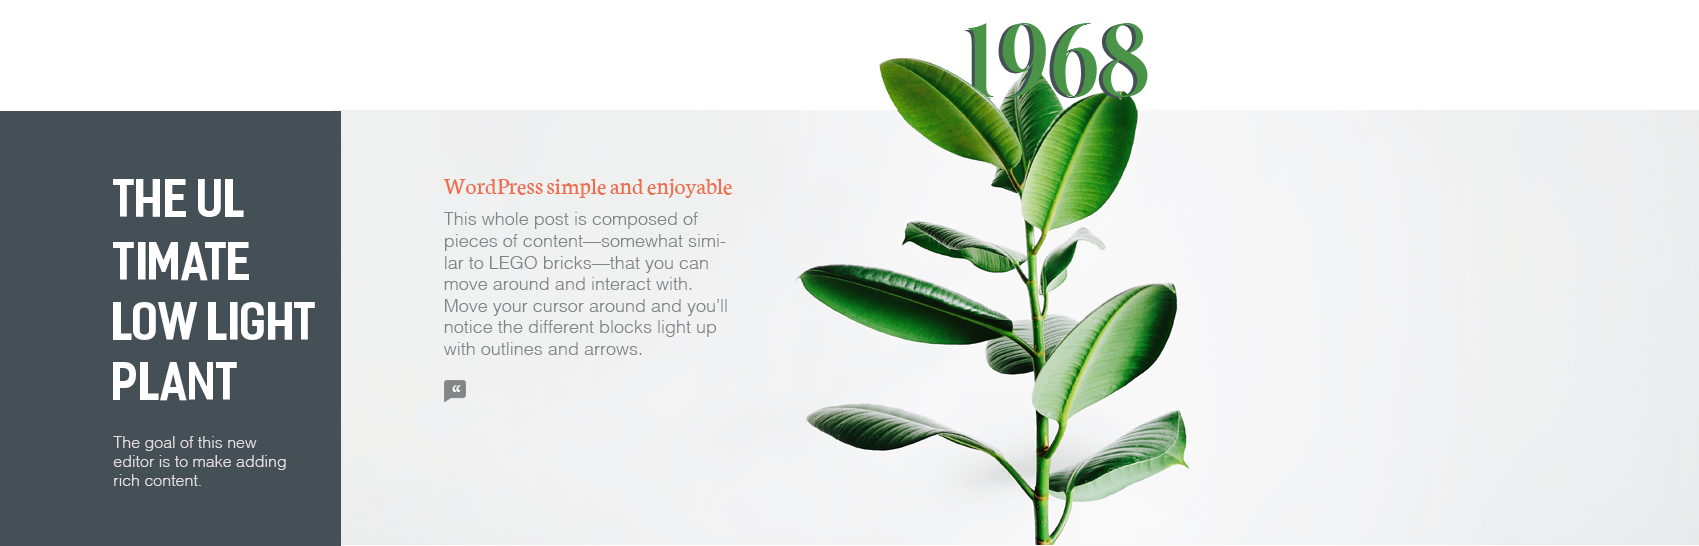 1968
THE UL
TIMATE
LOW LIGHT
PLANT
The goal of this new
editor is to make adding
rich content.
WordPress simple and enjoyable
This whole post is composed of
pieces of content—somewhat simi-
lar to LEGO bricks—that you can
move around and interact with.
Move your cursor around and you’ll
notice the different blocks light up
with outlines and arrows.
“